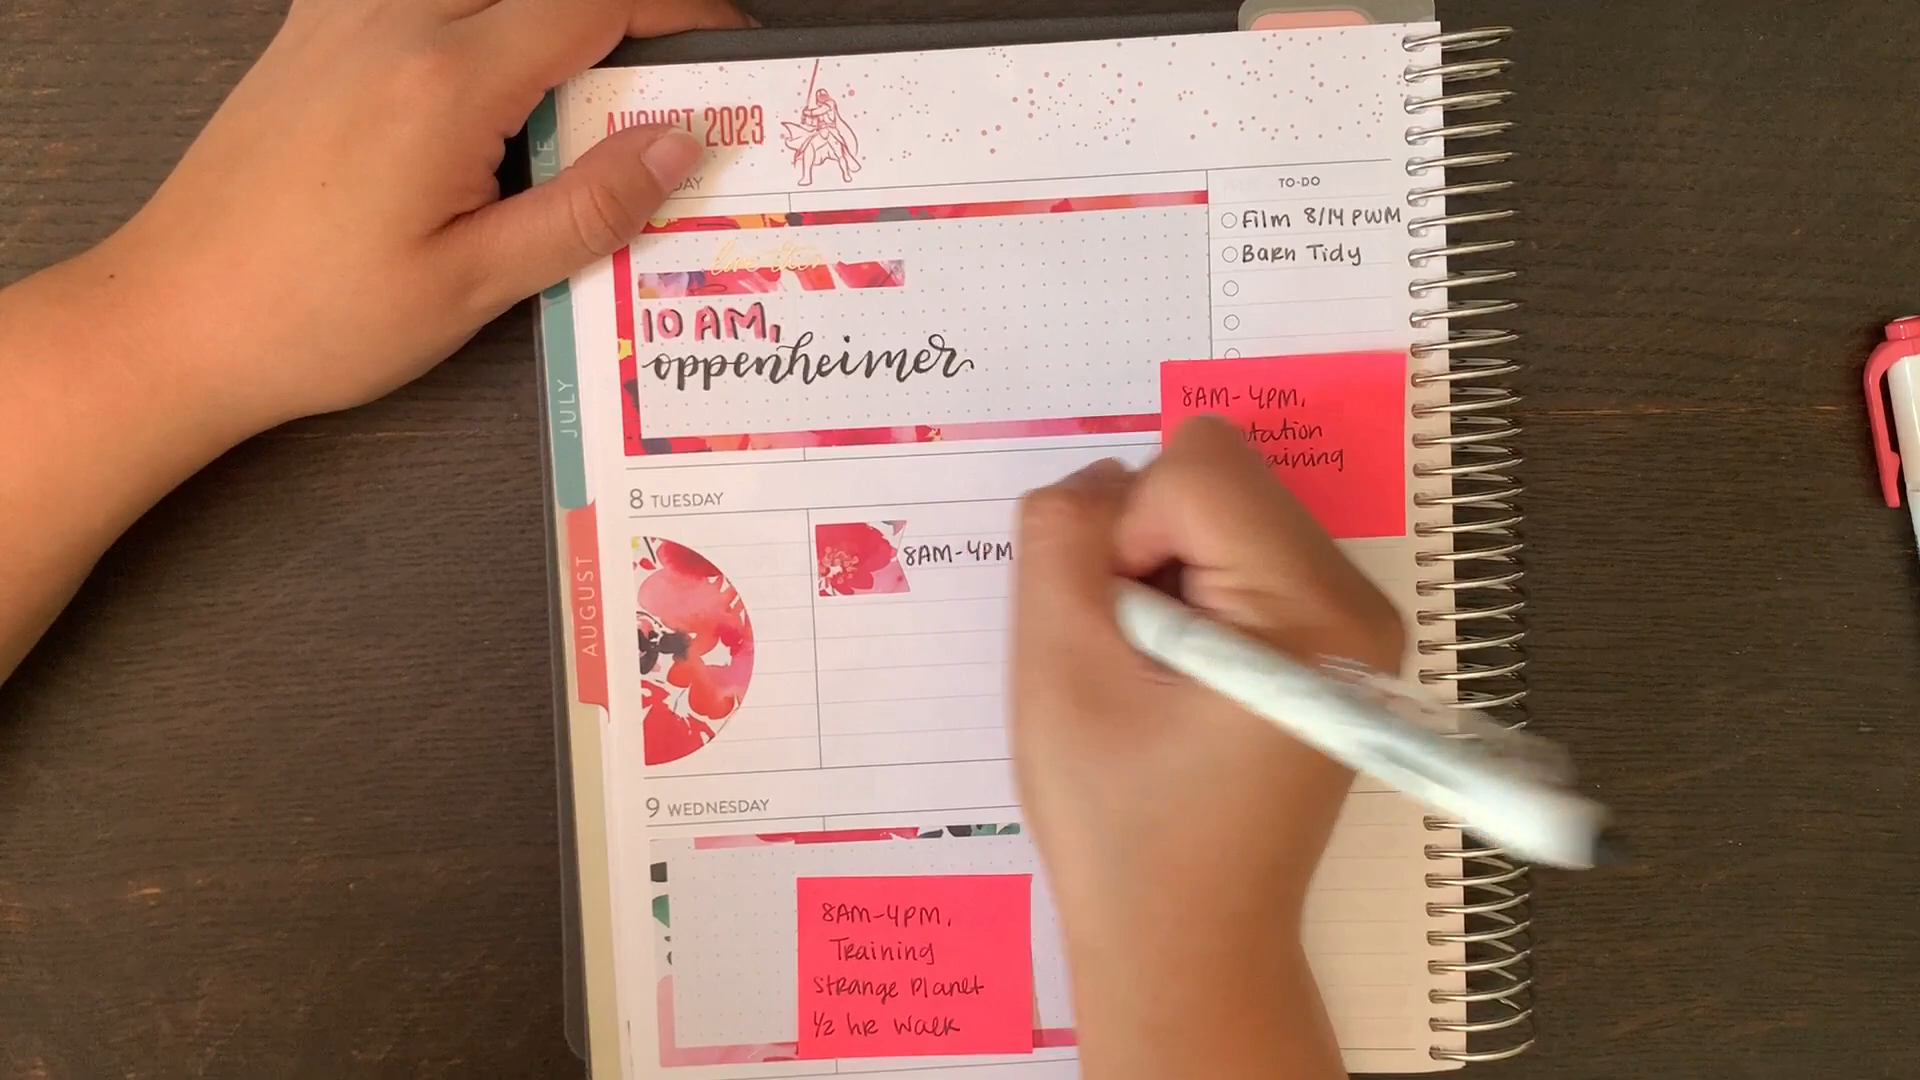 AUGUST 2023
TO-DO
Film 8/14 PWM
Barn Tidy
10 AM,
oppenheimer
8AM-4PM,
8 TUESDAY
8AM-4PM
9 WEDNESDAY
8AM-4PM,
Training
Strange Planet
1/2 hr walk
JULY
AUGUST